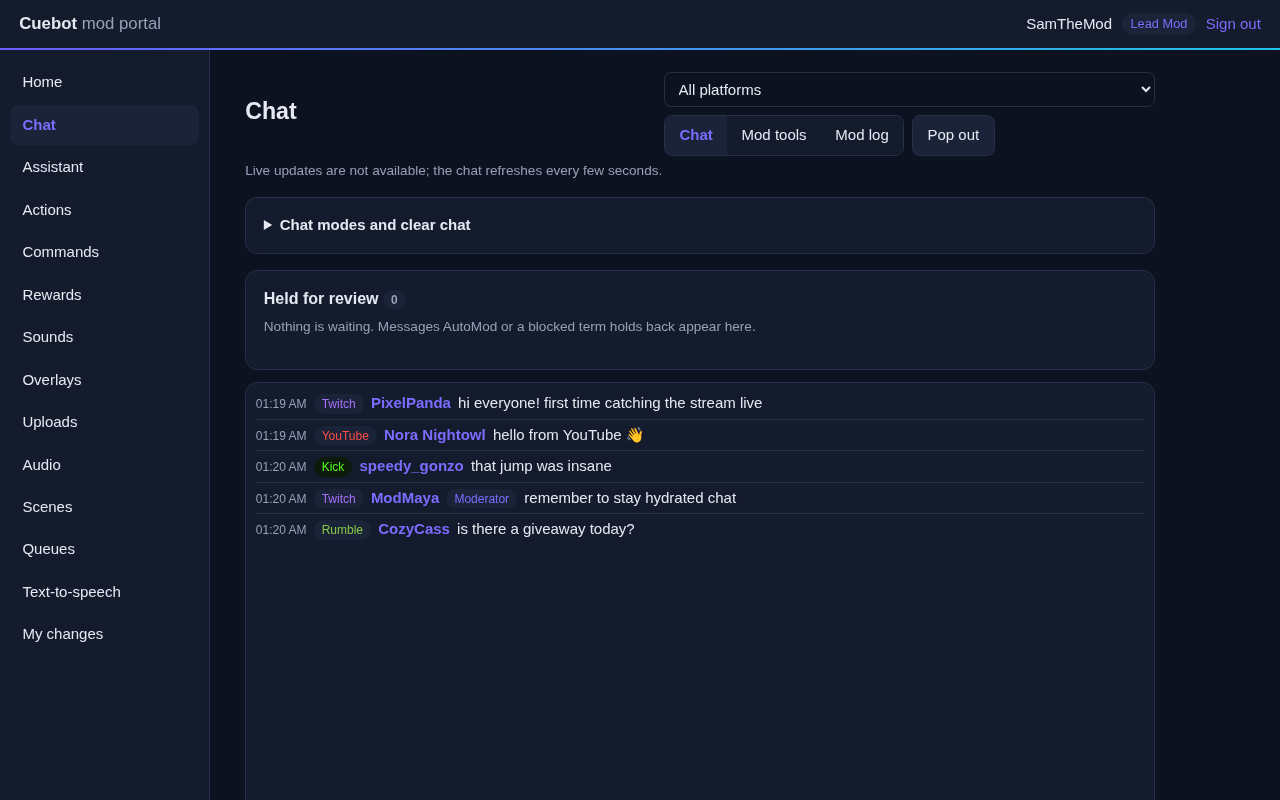 Cuebot mod portal
SamTheMod Lead Mod Sign out
Home
Chat
Assistant
Actions
Commands
Rewards
Sounds
Overlays
Uploads
Audio
Scenes
Queues
Text-to-speech
My changes
Chat
All platforms
Chat Mod tools Mod log Pop out
Live updates are not available; the chat refreshes every few seconds.
Chat modes and clear chat
Held for review 0
Nothing is waiting. Messages AutoMod or a blocked term holds back appear here.
01:19 AM Twitch PixelPanda hi everyone! first time catching the stream live
01:19 AM YouTube Nora Nightowl hello from YouTube 👋
01:20 AM Kick speedy_gonzo that jump was insane
01:20 AM Twitch ModMaya Moderator remember to stay hydrated chat
01:20 AM Rumble CozyCass is there a giveaway today?